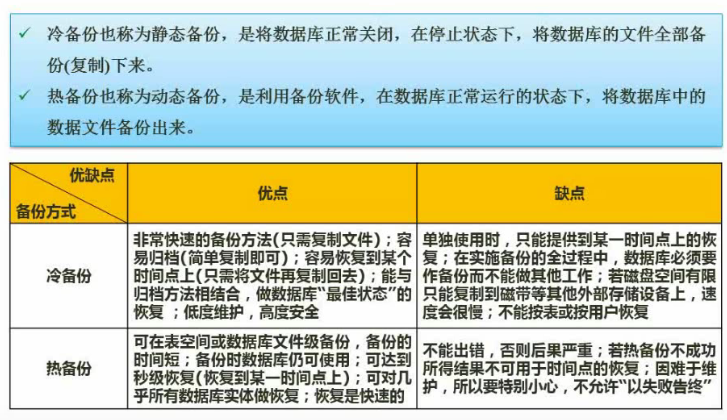 ✓ 冷备份也称为静态备份，是将数据库正常关闭，在停止状态下，将数据库的文件全部备
份(复制)下来。
✓ 热备份也称为动态备份，是利用备份软件，在数据库正常运行的状态下，将数据库中的
数据文件备份出来。
优缺点
备份方式
优点
缺点
冷备份
非常快速的备份方法(只需复制文件)；容
易归档(简单复制即可)；容易恢复到某个
时间点上(只需将文件再复制回去)；能与
归档方法相结合，做数据库“最佳状态”的
恢复 ；低度维护，高度安全
单独使用时，只能提供到某一时间点上的恢
复；在实施备份的全过程中，数据库必须要
作备份而不能做其他工作；若磁盘空间有限
只能复制到磁带等其他外部存储设备上，速
度会很慢；不能按表或按用户恢复
热备份
可在表空间或数据库文件级备份，备份的
时间短；备份时数据库仍可使用；可达到
秒级恢复(恢复到某一时间点上)；可对几
乎所有数据库实体做恢复；恢复是快速的
不能出错，否则后果严重；若热备份不成功
所得结果不可用于时间点的恢复；因难于维
护，所以要特别小心，不允许“以失败告终”